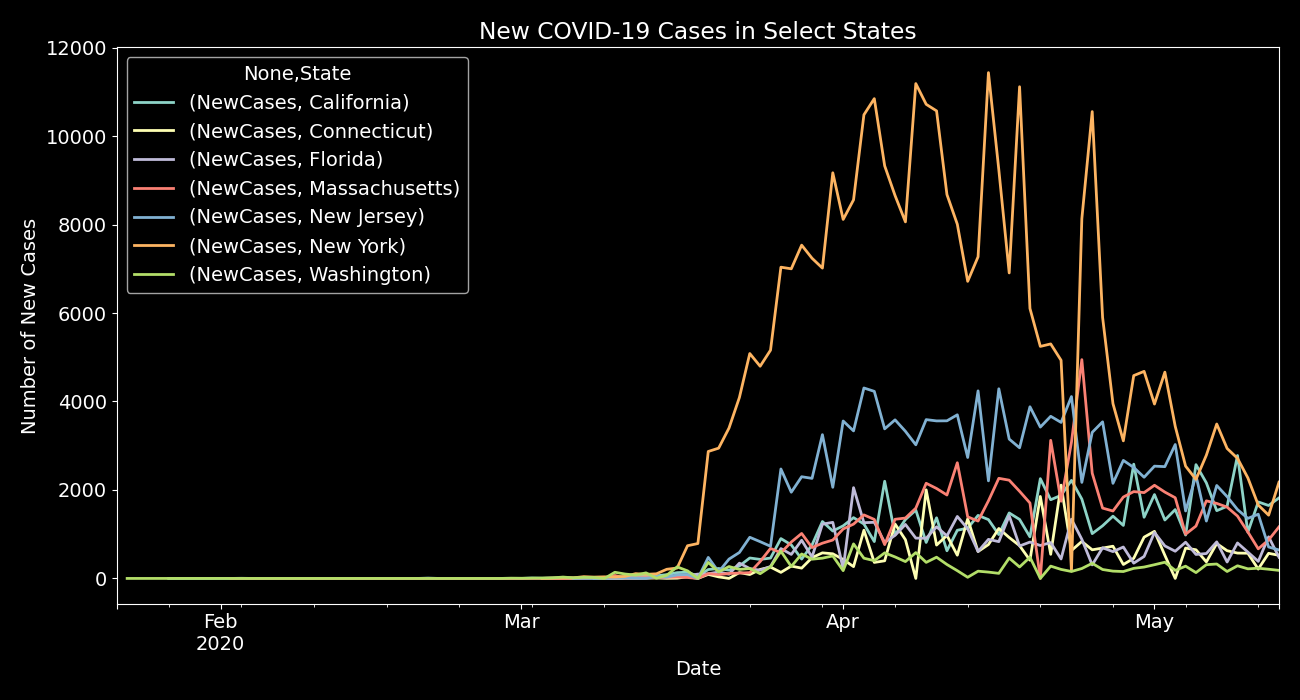 New COVID-19 Cases in Select States
12000
10000
8000
6000
4000
2000
0
Number of New Cases
None,State
(NewCases, California)
(NewCases, Connecticut)
(NewCases, Florida)
(NewCases, Massachusetts)
(NewCases, New Jersey)
(NewCases, New York)
(NewCases, Washington)
Feb Mar Apr May
2020
Date